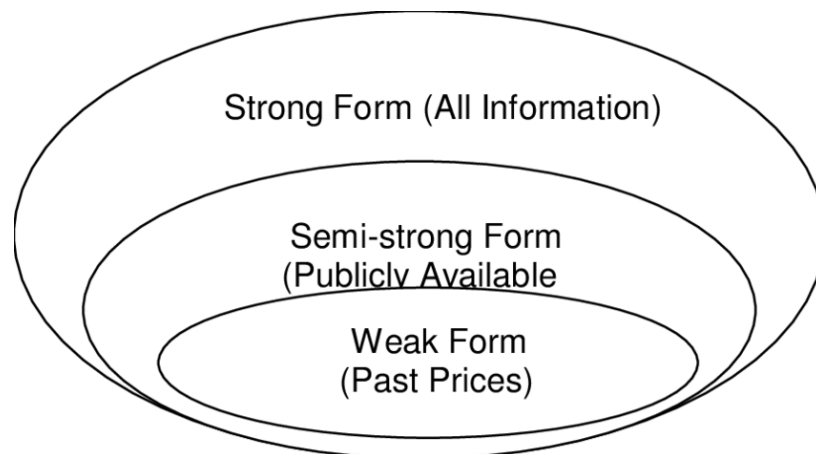 Strong Form (All Information)
Semi-strong Form
(Publicly Available
Weak Form
(Past Prices)